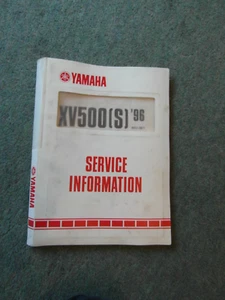 YAMAHA
XV500(S) '96
SERVICE
INFORMATION
YAMAHA